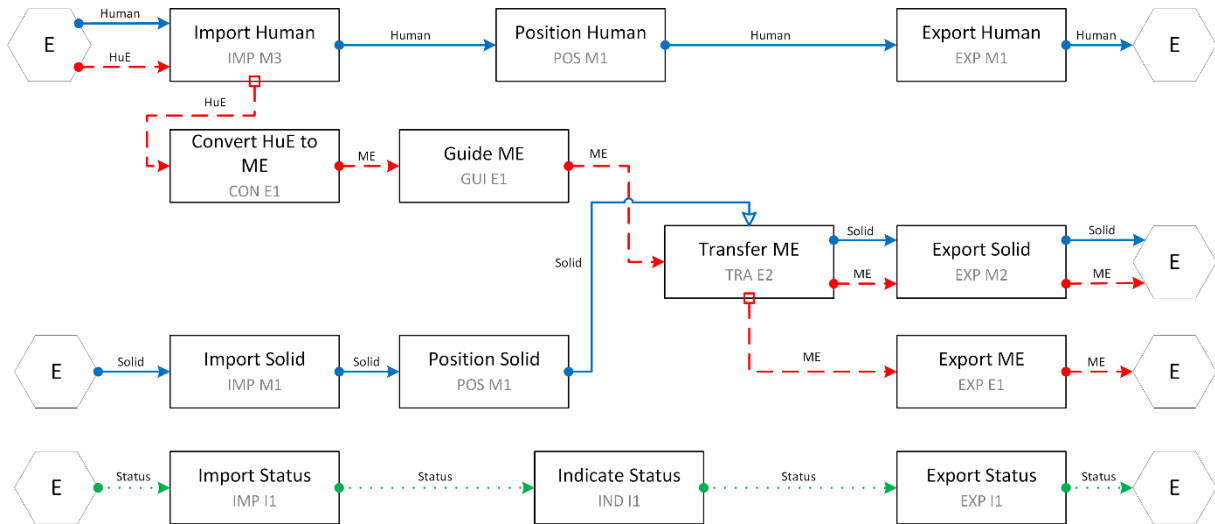 Human
Import Human
IMP M3
Human
Position Human
POS M1
Human
Export Human
EXP M1
Human
E
E
HuE
HuE
Convert HuE to
ME
CON E1
ME
Guide ME
GUI E1
ME
Solid
Transfer ME
TRA E2
Solid
ME
Export Solid
EXP M2
Solid
ME
E
E
Solid
Import Solid
IMP M1
Solid
Position Solid
POS M1
ME
Export ME
EXP E1
ME
E
E
Status
Import Status
IMP I1
Status
Indicate Status
IND I1
Status
Export Status
EXP I1
Status
E